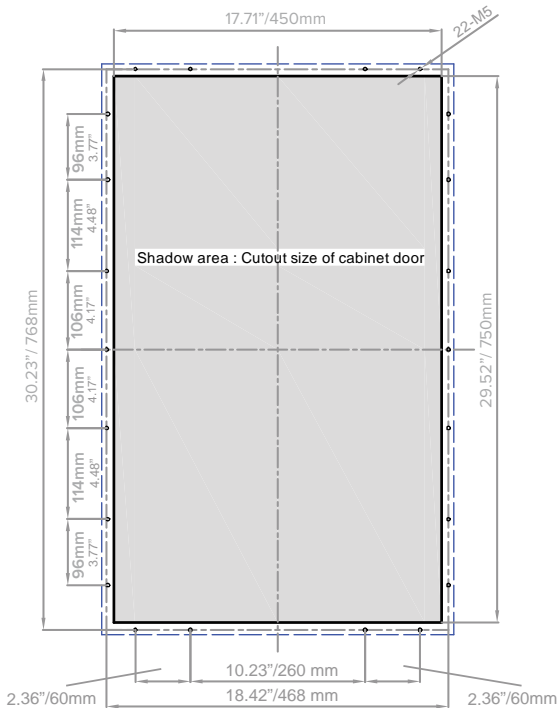 17.71"/450mm
22-M5
96mm
3.77"
114mm
4.48"
106mm
4.17"
106mm
4.17"
114mm
4.48"
96mm
3.77"
30.23"/ 768mm
Shadow area : Cutout size of cabinet door
29.52"/ 750mm
10.23"/260 mm
2.36"/60mm
18.42"/468 mm
2.36"/60mm